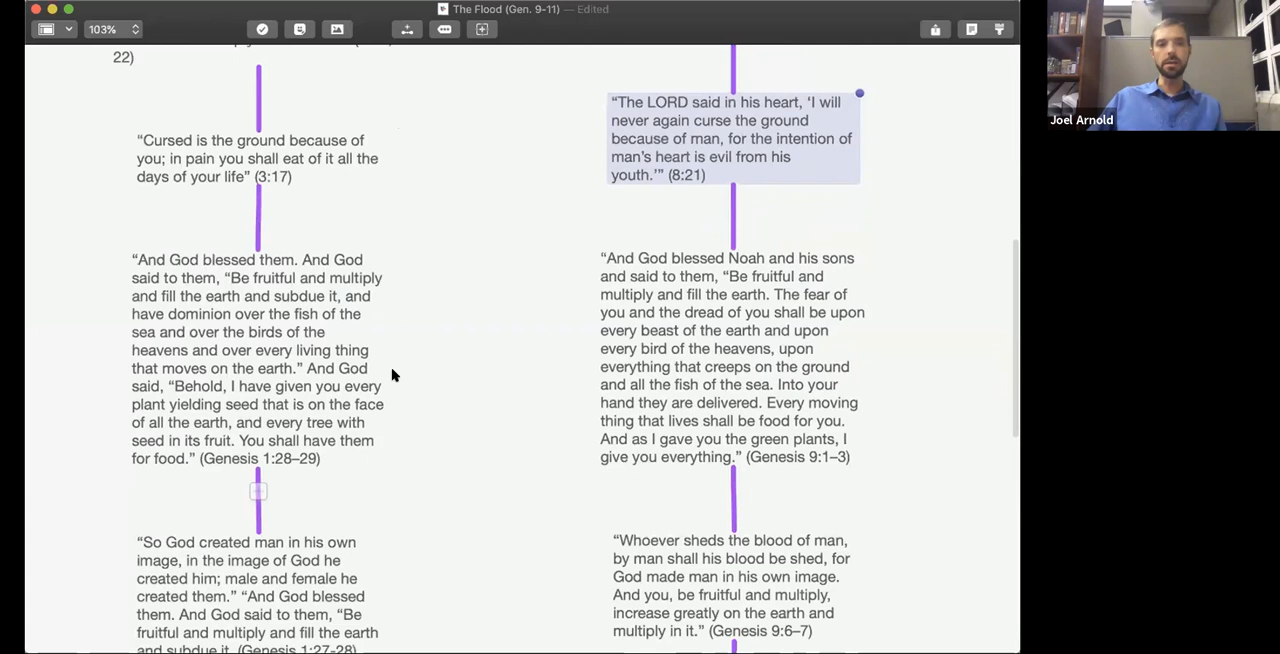 The Flood (Gen. 9-11) — Edited
103%
22)
“Cursed is the ground because of
you; in pain you shall eat of it all the
days of your life” (3:17)
“And God blessed them. And God
said to them, “Be fruitful and multiply
and fill the earth and subdue it, and
have dominion over the fish of the
sea and over the birds of the
heavens and over every living thing
that moves on the earth.” And God
said, “Behold, I have given you every
plant yielding seed that is on the face
of all the earth, and every tree with
seed in its fruit. You shall have them
for food.” (Genesis 1:28–29)
“So God created man in his own
image, in the image of God he
created him; male and female he
created them.” “And God blessed
them. And God said to them, “Be
fruitful and multiply and fill the earth
and subdue it. (Genesis 1:27-28)
“The LORD said in his heart, ‘I will
never again curse the ground
because of man, for the intention of
man's heart is evil from his
youth.’” (8:21)
“And God blessed Noah and his sons
and said to them, “Be fruitful and
multiply and fill the earth. The fear of
you and the dread of you shall be upon
every beast of the earth and upon
every bird of the heavens, upon
everything that creeps on the ground
and all the fish of the sea. Into your
hand they are delivered. Every moving
thing that lives shall be food for you.
And as I gave you the green plants, I
give you everything.” (Genesis 9:1–3)
“Whoever sheds the blood of man,
by man shall his blood be shed, for
God made man in his own image.
And you, be fruitful and multiply,
increase greatly on the earth and
multiply in it.” (Genesis 9:6–7)
Joel Arnold